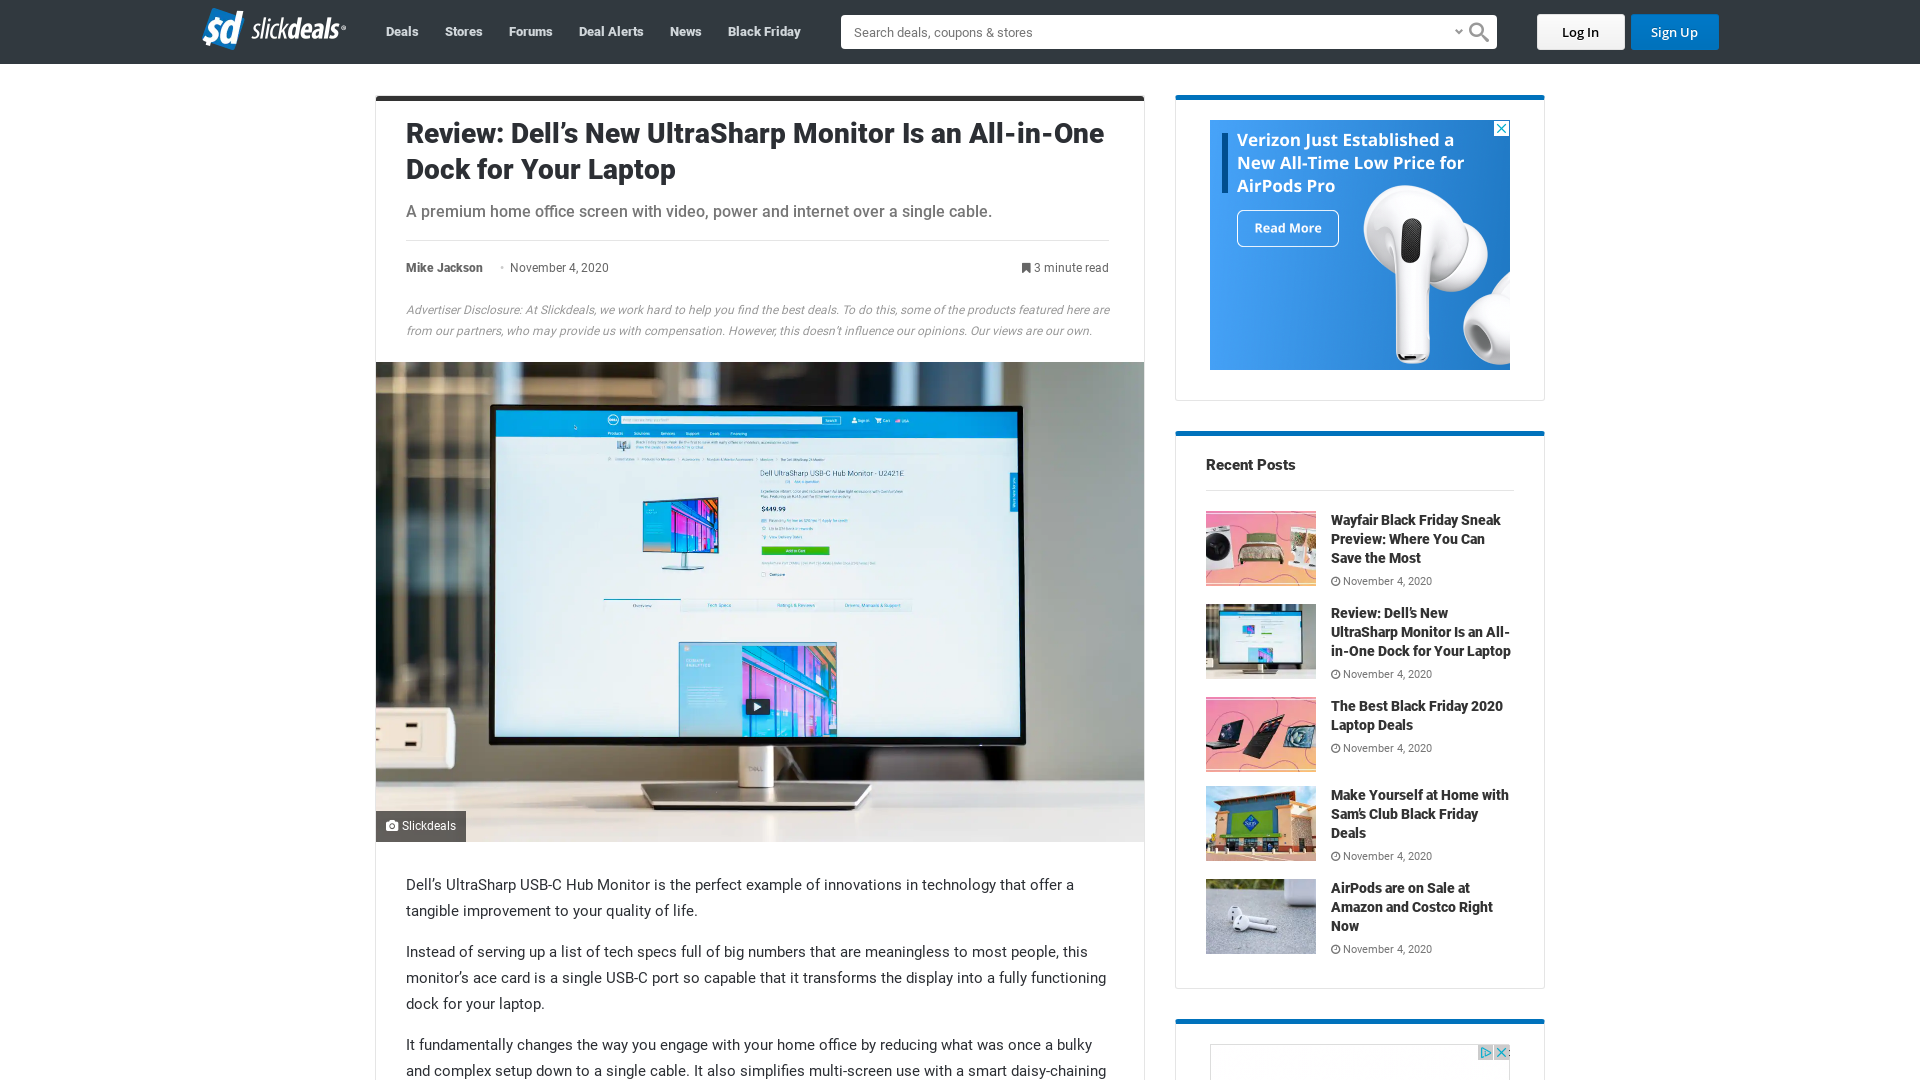 slickdeals
Deals
Stores
Forums
Deal Alerts
News
Black Friday
Search deals, coupons & stores
Log In
Sign Up
Review: Dell’s New UltraSharp Monitor Is an All-in-One
Dock for Your Laptop
A premium home office screen with video, power and internet over a single cable.
Mike Jackson
November 4, 2020
3 minute read
Advertiser Disclosure: At Slickdeals, we work hard to help you find the best deals. To do this, some of the products featured here are
from our partners, who may provide us with compensation. However, this doesn’t influence our opinions. Our views are our own.
Dell UltraSharp USB-C Hub Monitor - U2421E
$449.99
Add to Cart
Compare
Overview
Tech Specs
Ratings & Reviews
Drivers, Manuals & Support
Slickdeals
Dell’s UltraSharp USB-C Hub Monitor is the perfect example of innovations in technology that offer a
tangible improvement to your quality of life.
Instead of serving up a list of tech specs full of big numbers that are meaningless to most people, this
monitor’s ace card is a single USB-C port so capable that it transforms the display into a fully functioning
dock for your laptop.
It fundamentally changes the way you engage with your home office by reducing what was once a bulky
and complex setup down to a single cable. It also simplifies multi-screen use with a smart daisy-chaining
Verizon Just Established a
New All-Time Low Price for
AirPods Pro
Read More
Recent Posts
Wayfair Black Friday Sneak
Preview: Where You Can
Save the Most
November 4, 2020
Review: Dell’s New
UltraSharp Monitor Is an All-
in-One Dock for Your Laptop
November 4, 2020
The Best Black Friday 2020
Laptop Deals
November 4, 2020
Make Yourself at Home with
Sam’s Club Black Friday
Deals
November 4, 2020
AirPods are on Sale at
Amazon and Costco Right
Now
November 4, 2020